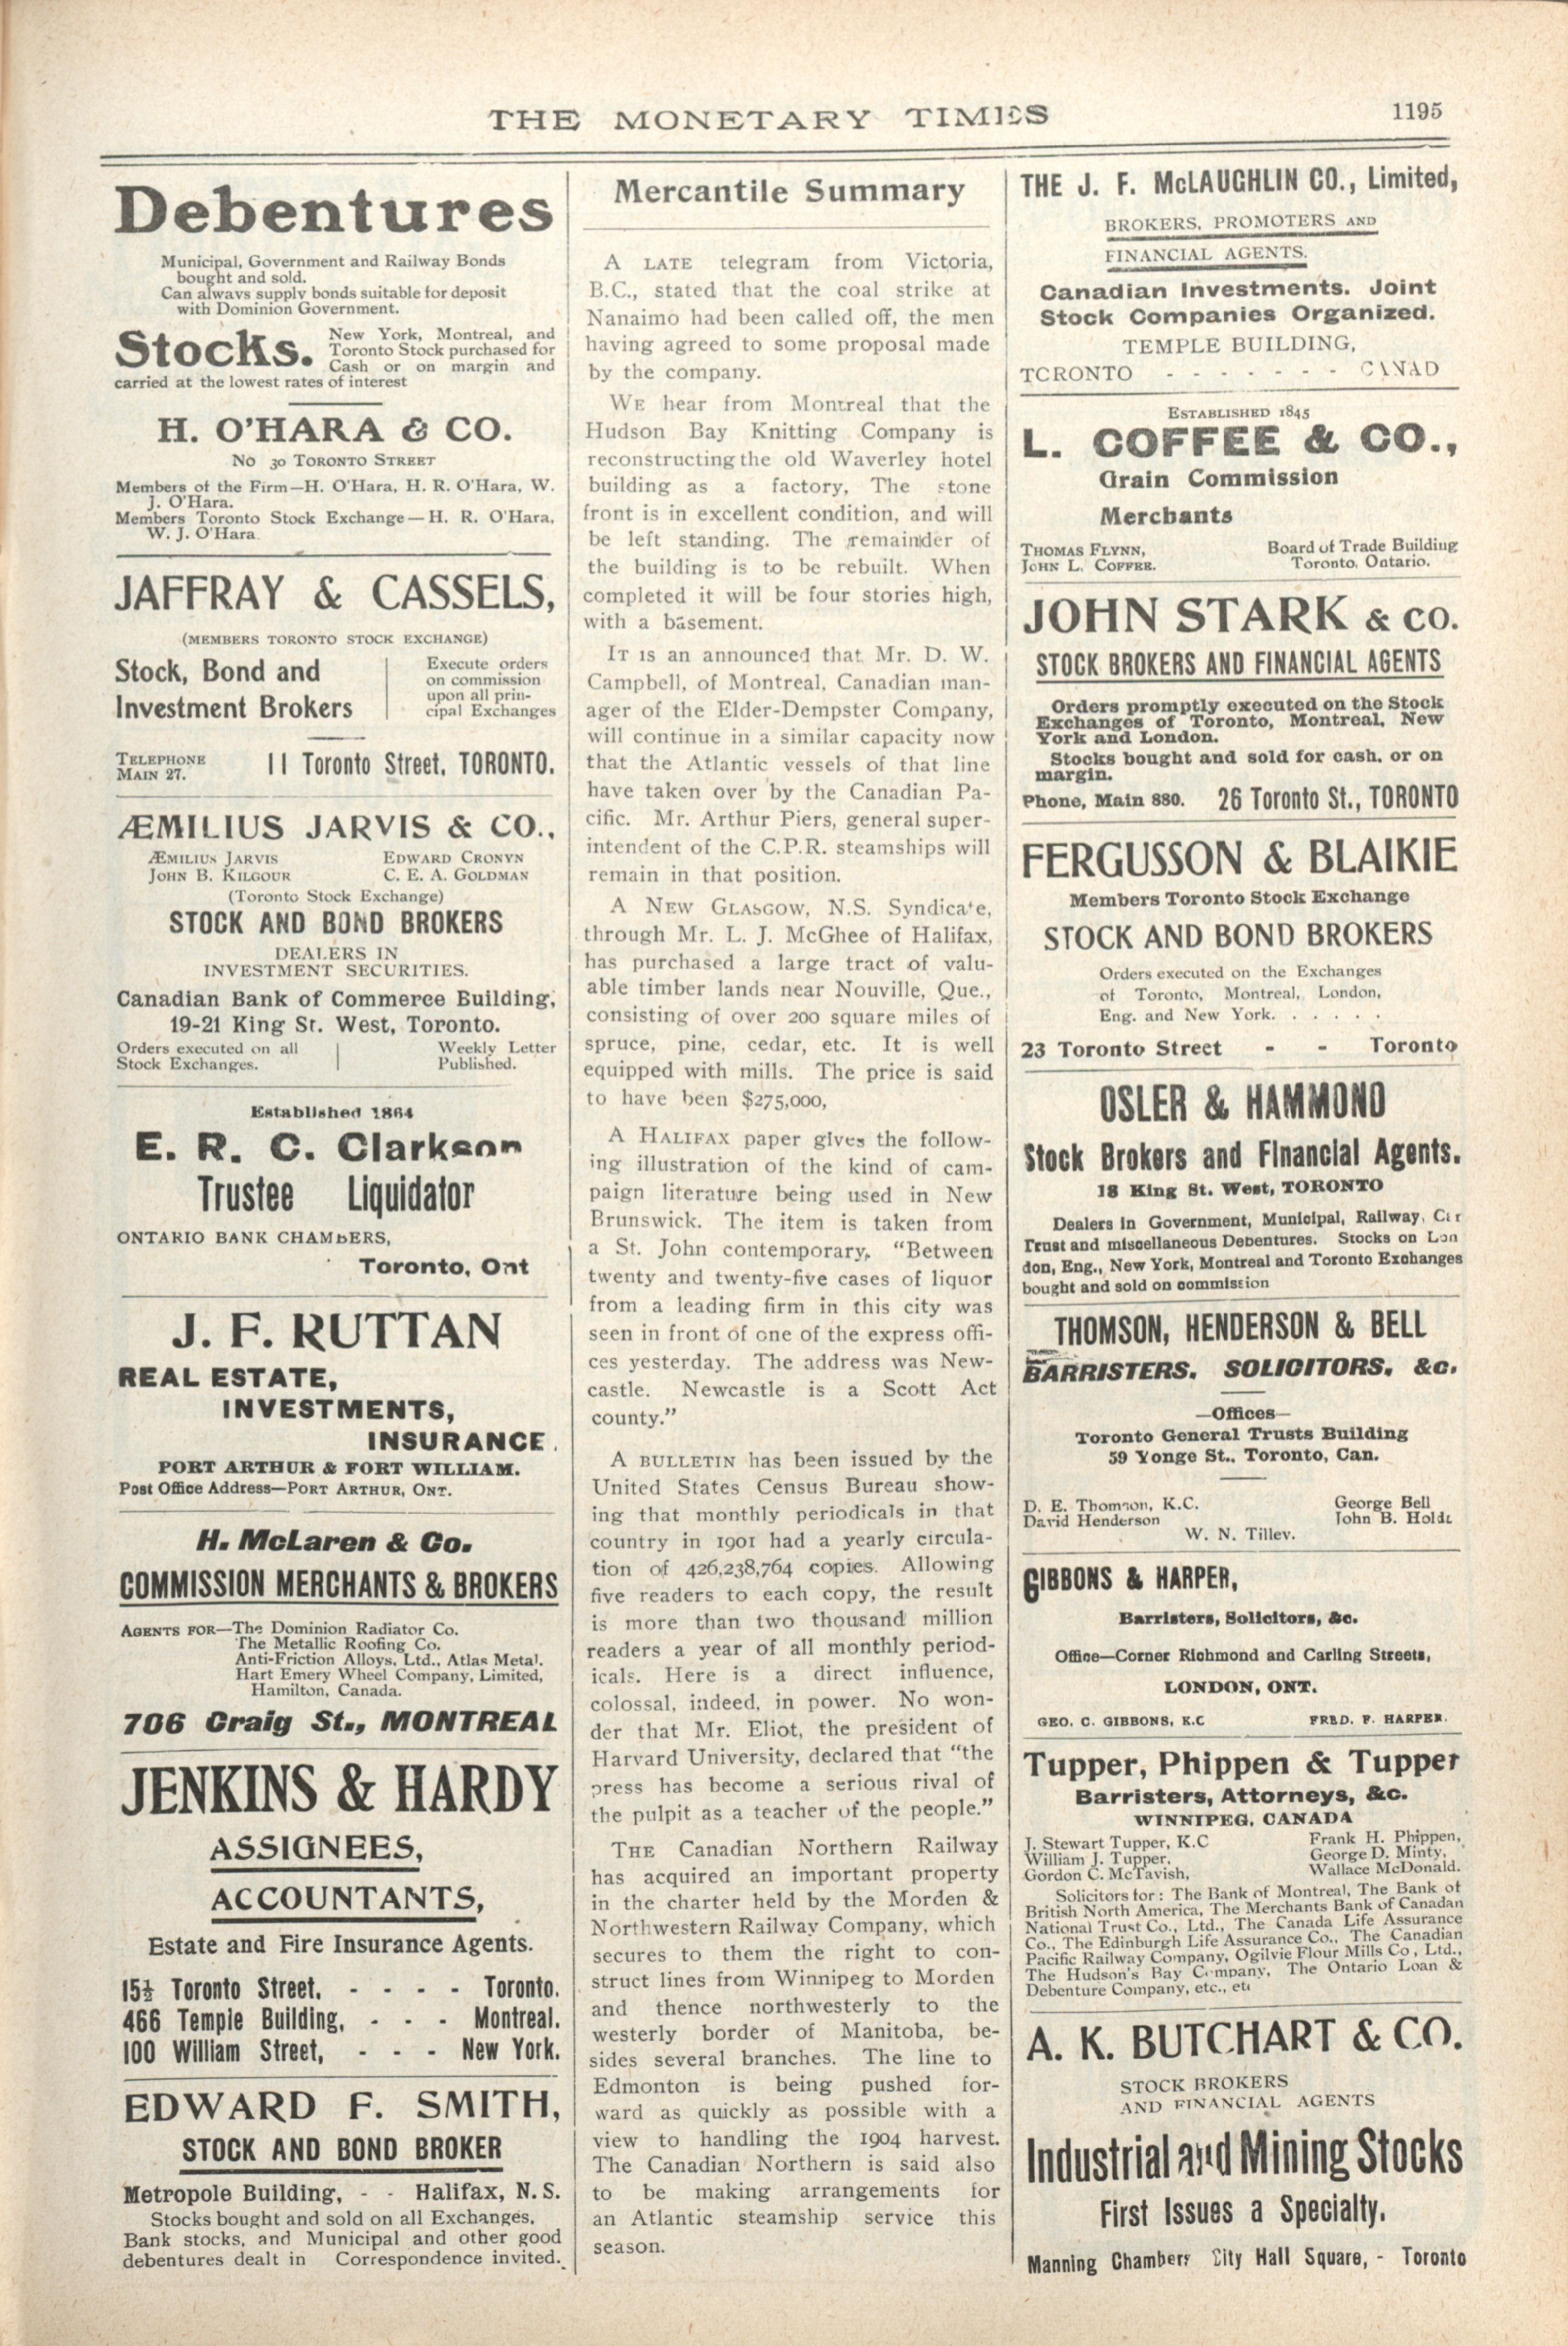 THE MONETARY TIMES
1195
Debentures
Municipal, Government and Railway Bonds
bought and sold.
Can always supply bonds suitable for deposit
with Dominion Government.
Stocks.
New York, Montreal, and
Toronto Stock purchased for
Cash or on margin and
carried at the lowest rates of interest
H. O'HARA & CO.
No 30 TORONTO STREET
Members of the Firm—H. O'Hara, H. R. O'Hara, W.
J. O'Hara.
Members Toronto Stock Exchange—H. R. O'Hara,
W. J. O'Hara
JAFFRAY & CASSELS,
(MEMBERS TORONTO STOCK EXCHANGE)
Stock, Bond and
Investment Brokers
Execute orders
on commission
upon all prin-
cipal Exchanges
TELEPHONE
MAIN 27.
11 Toronto Street, TORONTO.
ÆMILIUS JARVIS & CO.,
ÆMILIUS JARVIS EDWARD CRONYN
JOHN B. KILGOUR C. E. A. GOLDMAN
(Toronto Stock Exchange)
STOCK AND BOND BROKERS
DEALERS IN
INVESTMENT SECURITIES.
Canadian Bank of Commerce Building,
19-21 King St. West, Toronto.
Orders executed on all
Stock Exchanges.
Weekly Letter
Published.
Established 1864
E. R. C. Clarkson
Trustee Liquidator
ONTARIO BANK CHAMBERS,
Toronto, Ont
J. F. RUTTAN
REAL ESTATE,
INVESTMENTS,
INSURANCE.
PORT ARTHUR & FORT WILLIAM.
Post Office Address—PORT ARTHUR, ONT.
H. McLaren & Co.
COMMISSION MERCHANTS & BROKERS
AGENTS FOR—The Dominion Radiator Co.
The Metallic Roofing Co.
Anti-Friction Alloys, Ltd., Atlas Metal.
Hart Emery Wheel Company, Limited,
Hamilton, Canada.
706 Craig St., MONTREAL
JENKINS & HARDY
ASSIGNEES,
ACCOUNTANTS,
Estate and Fire Insurance Agents.
15½ Toronto Street, - - - - Toronto.
466 Temple Building, - - - Montreal.
100 William Street, - - - New York.
EDWARD F. SMITH,
STOCK AND BOND BROKER
Metropole Building, - - Halifax, N.S.
Stocks bought and sold on all Exchanges.
Bank stocks, and Municipal and other good
debentures dealt in Correspondence invited.
Mercantile Summary
A LATE telegram from Victoria,
B.C., stated that the coal strike at
Nanaimo had been called off, the men
having agreed to some proposal made
by the company.
WE hear from Montreal that the
Hudson Bay Knitting Company is
reconstructing the old Waverley hotel
building as a factory, The stone
front is in excellent condition, and will
be left standing. The remainder of
the building is to be rebuilt. When
completed it will be four stories high,
with a basement.
IT IS an announced that Mr. D. W.
Campbell, of Montreal, Canadian man-
ager of the Elder-Dempster Company,
will continue in a similar capacity now
that the Atlantic vessels of that line
have taken over by the Canadian Pa-
cific. Mr. Arthur Piers, general super-
intendent of the C.P.R. steamships will
remain in that position.
A NEW GLASGOW, N.S. Syndicate,
through Mr. L. J. McGhee of Halifax,
has purchased a large tract of valu-
able timber lands near Nouville, Que.,
consisting of over 200 square miles of
spruce, pine, cedar, etc. It is well
equipped with mills. The price is said
to have been $275,000,
A HALIFAX paper gives the follow-
ing illustration of the kind of cam-
paign literature being used in New
Brunswick. The item is taken from
a St. John contemporary, "Between
twenty and twenty-five cases of liquor
from a leading firm in this city was
seen in front of one of the express offi-
ces yesterday. The address was New-
castle. Newcastle is a Scott Act
county."
A BULLETIN has been issued by the
United States Census Bureau show-
ing that monthly periodicals in that
country in 1901 had a yearly circula-
tion of 426,238,764 copies. Allowing
five readers to each copy, the result
is more than two thousand million
readers a year of all monthly period-
icals. Here is a direct influence,
colossal, indeed, in power. No won-
der that Mr. Eliot, the president of
Harvard University, declared that "the
press has become a serious rival of
the pulpit as a teacher of the people."
THE Canadian Northern Railway
has acquired an important property
in the charter held by the Morden &
Northwestern Railway Company, which
secures to them the right to con-
struct lines from Winnipeg to Morden
and thence northwesterly to the
westerly border of Manitoba, be-
sides several branches. The line to
Edmonton is being pushed for-
ward as quickly as possible with a
view to handling the 1904 harvest.
The Canadian Northern is said also
to be making arrangements for
an Atlantic steamship service this
season.
THE J. F. McLAUGHLIN CO., Limited,
BROKERS, PROMOTERS AND
FINANCIAL AGENTS.
Canadian Investments. Joint
Stock Companies Organized.
TEMPLE BUILDING,
TORONTO - - - - - - - CANAD
ESTABLISHED 1845
L. COFFEE & CO.,
Grain Commission
Merchants
THOMAS FLYNN,
JOHN L. COFFEE.
Board of Trade Building
Toronto, Ontario.
JOHN STARK & CO.
STOCK BROKERS AND FINANCIAL AGENTS
Orders promptly executed on the Stock
Exchanges of Toronto, Montreal, New
York and London.
Stocks bought and sold for cash, or on
margin.
Phone, Main 880. 26 Toronto St., TORONTO
FERGUSSON & BLAIKIE
Members Toronto Stock Exchange
STOCK AND BOND BROKERS
Orders executed on the Exchanges
of Toronto, Montreal, London,
Eng. and New York. . . . . .
23 Toronto Street - - Toronto
OSLER & HAMMOND
Stock Brokers and Financial Agents.
18 King St. West, TORONTO
Dealers in Government, Municipal, Railway, Car
Trust and miscellaneous Debentures. Stocks on Lon
don, Eng., New York, Montreal and Toronto Exchanges
bought and sold on commission
THOMSON, HENDERSON & BELL
BARRISTERS, SOLICITORS, &c.
—Offices—
Toronto General Trusts Building
59 Yonge St., Toronto, Can.
D. E. Thomson, K.C. George Bell
David Henderson John B. Holde
W. N. Tilley.
GIBBONS & HARPER,
Barristers, Solicitors, &c.
Office—Corner Richmond and Carling Streets,
LONDON, ONT.
GEO. C. GIBBONS, K.C FRED. F. HARPER.
Tupper, Phippen & Tupper
Barristers, Attorneys, &c.
WINNIPEG, CANADA
J. Stewart Tupper, K.C Frank H. Phippen,
William J. Tupper, George D. Minty,
Gordon C. McTavish, Wallace McDonald.
Solicitors for: The Bank of Montreal, The Bank of
British North America, The Merchants Bank of Canadan
National Trust Co., Ltd., The Canada Life Assurance
Co., The Edinburgh Life Assurance Co., The Canadian
Pacific Railway Company, Ogilvie Flour Mills Co, Ltd.,
The Hudson's Bay Company, The Ontario Loan &
Debenture Company, etc., etc
A. K. BUTCHART & CO.
STOCK BROKERS
AND FINANCIAL AGENTS
Industrial and Mining Stocks
First Issues a Specialty.
Manning Chambers City Hall Square, - Toronto